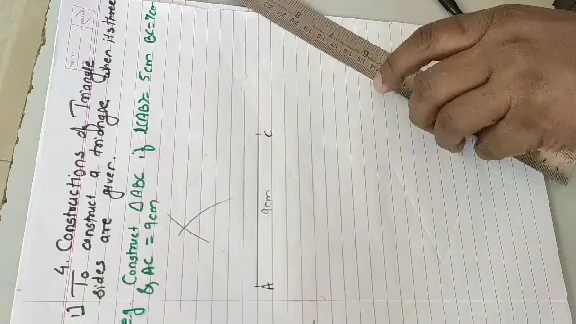 4. Constructions of Triangle
1] To construct a triangle, when its three
sides are given.
e.g. Construct △ABC if l(AB)= 5cm BC=7cm
& AC = 9cm
A 9cm C